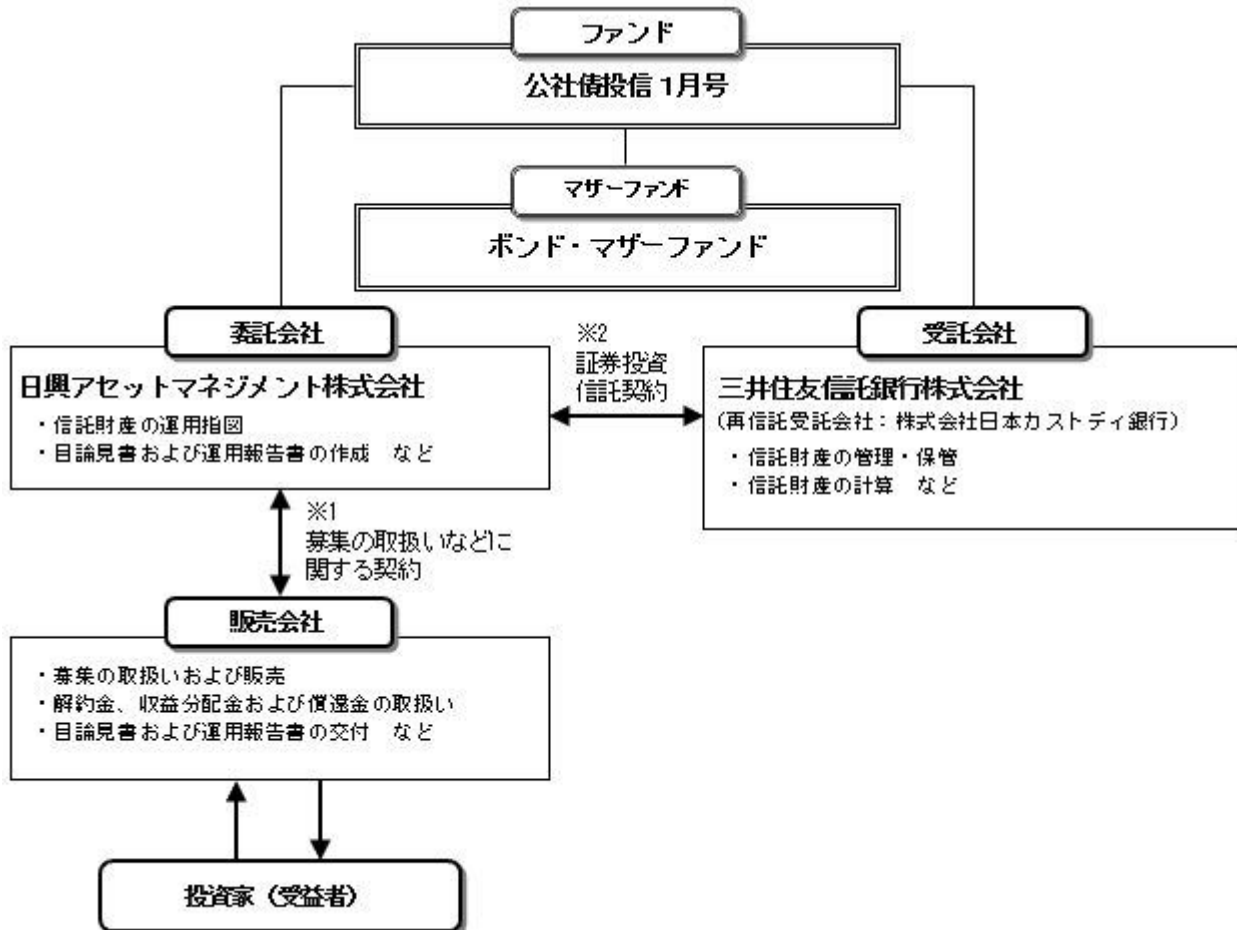 ファンド
公社債投信 1月号
マザーファンド
ボンド・マザーファンド
委託会社
日興アセットマネジメント株式会社
・信託財産の運用指図
・目論見書および運用報告書の作成　など
※2
証券投資
信託契約
受託会社
三井住友信託銀行株式会社
(再信託受託会社：株式会社日本カストディ銀行)
・信託財産の管理・保管
・信託財産の計算　など
※1
募集の取扱いなどに
関する契約
販売会社
・募集の取扱いおよび販売
・解約金、収益分配金および償還金の取扱い
・目論見書および運用報告書の交付　など
投資家（受益者）